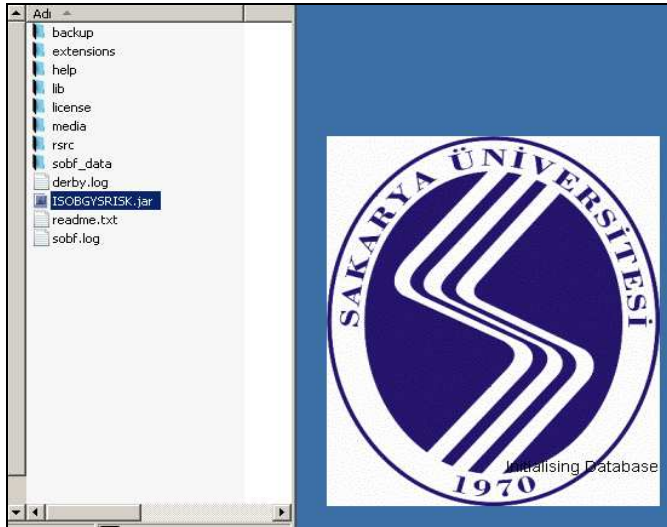 Adı
backup
extensions
help
lib
license
media
rsrc
sobf_data
derby.log
ISOBGYSRISK.jar
readme.txt
sobf.log
SAKARYA ÜNİVERSİTESİ
Initialising Database
1970